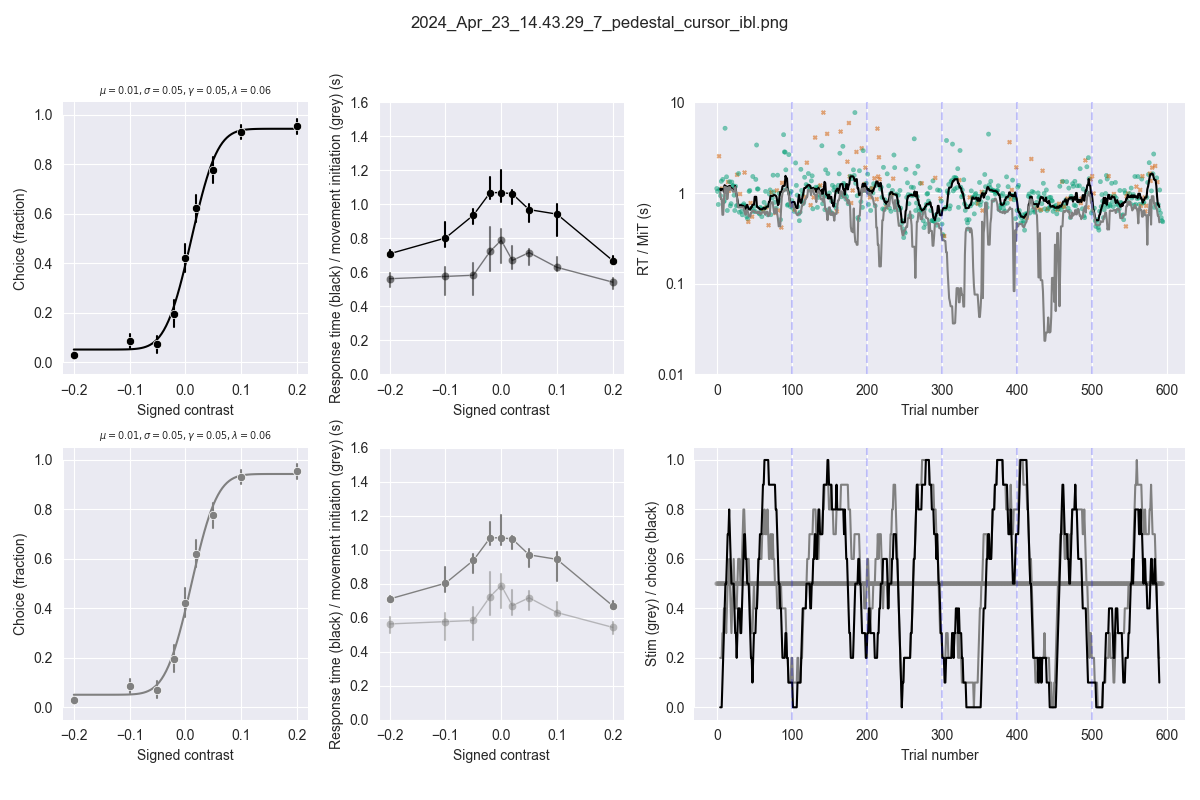 2024_Apr_23_14.43.29_7_pedestal_cursor_ibl.png
μ = 0.01, σ = 0.05, γ = 0.05, λ = 0.06
Choice (fraction)
1.0
0.8
0.6
0.4
0.2
0.0
−0.2 −0.1 0.0 0.1 0.2
Signed contrast
Response time (black) / movement initiation (grey) (s)
1.6
1.4
1.2
1.0
0.8
0.6
0.4
0.2
0.0
−0.2 −0.1 0.0 0.1 0.2
Signed contrast
RT / MiT (s)
10
1
0.1
0.01
0 100 200 300 400 500 600
Trial number
μ = 0.01, σ = 0.05, γ = 0.05, λ = 0.06
Choice (fraction)
1.0
0.8
0.6
0.4
0.2
0.0
−0.2 −0.1 0.0 0.1 0.2
Signed contrast
Response time (black) / movement initiation (grey) (s)
1.6
1.4
1.2
1.0
0.8
0.6
0.4
0.2
0.0
−0.2 −0.1 0.0 0.1 0.2
Signed contrast
Stim (grey) / choice (black)
1.0
0.8
0.6
0.4
0.2
0.0
0 100 200 300 400 500 600
Trial number